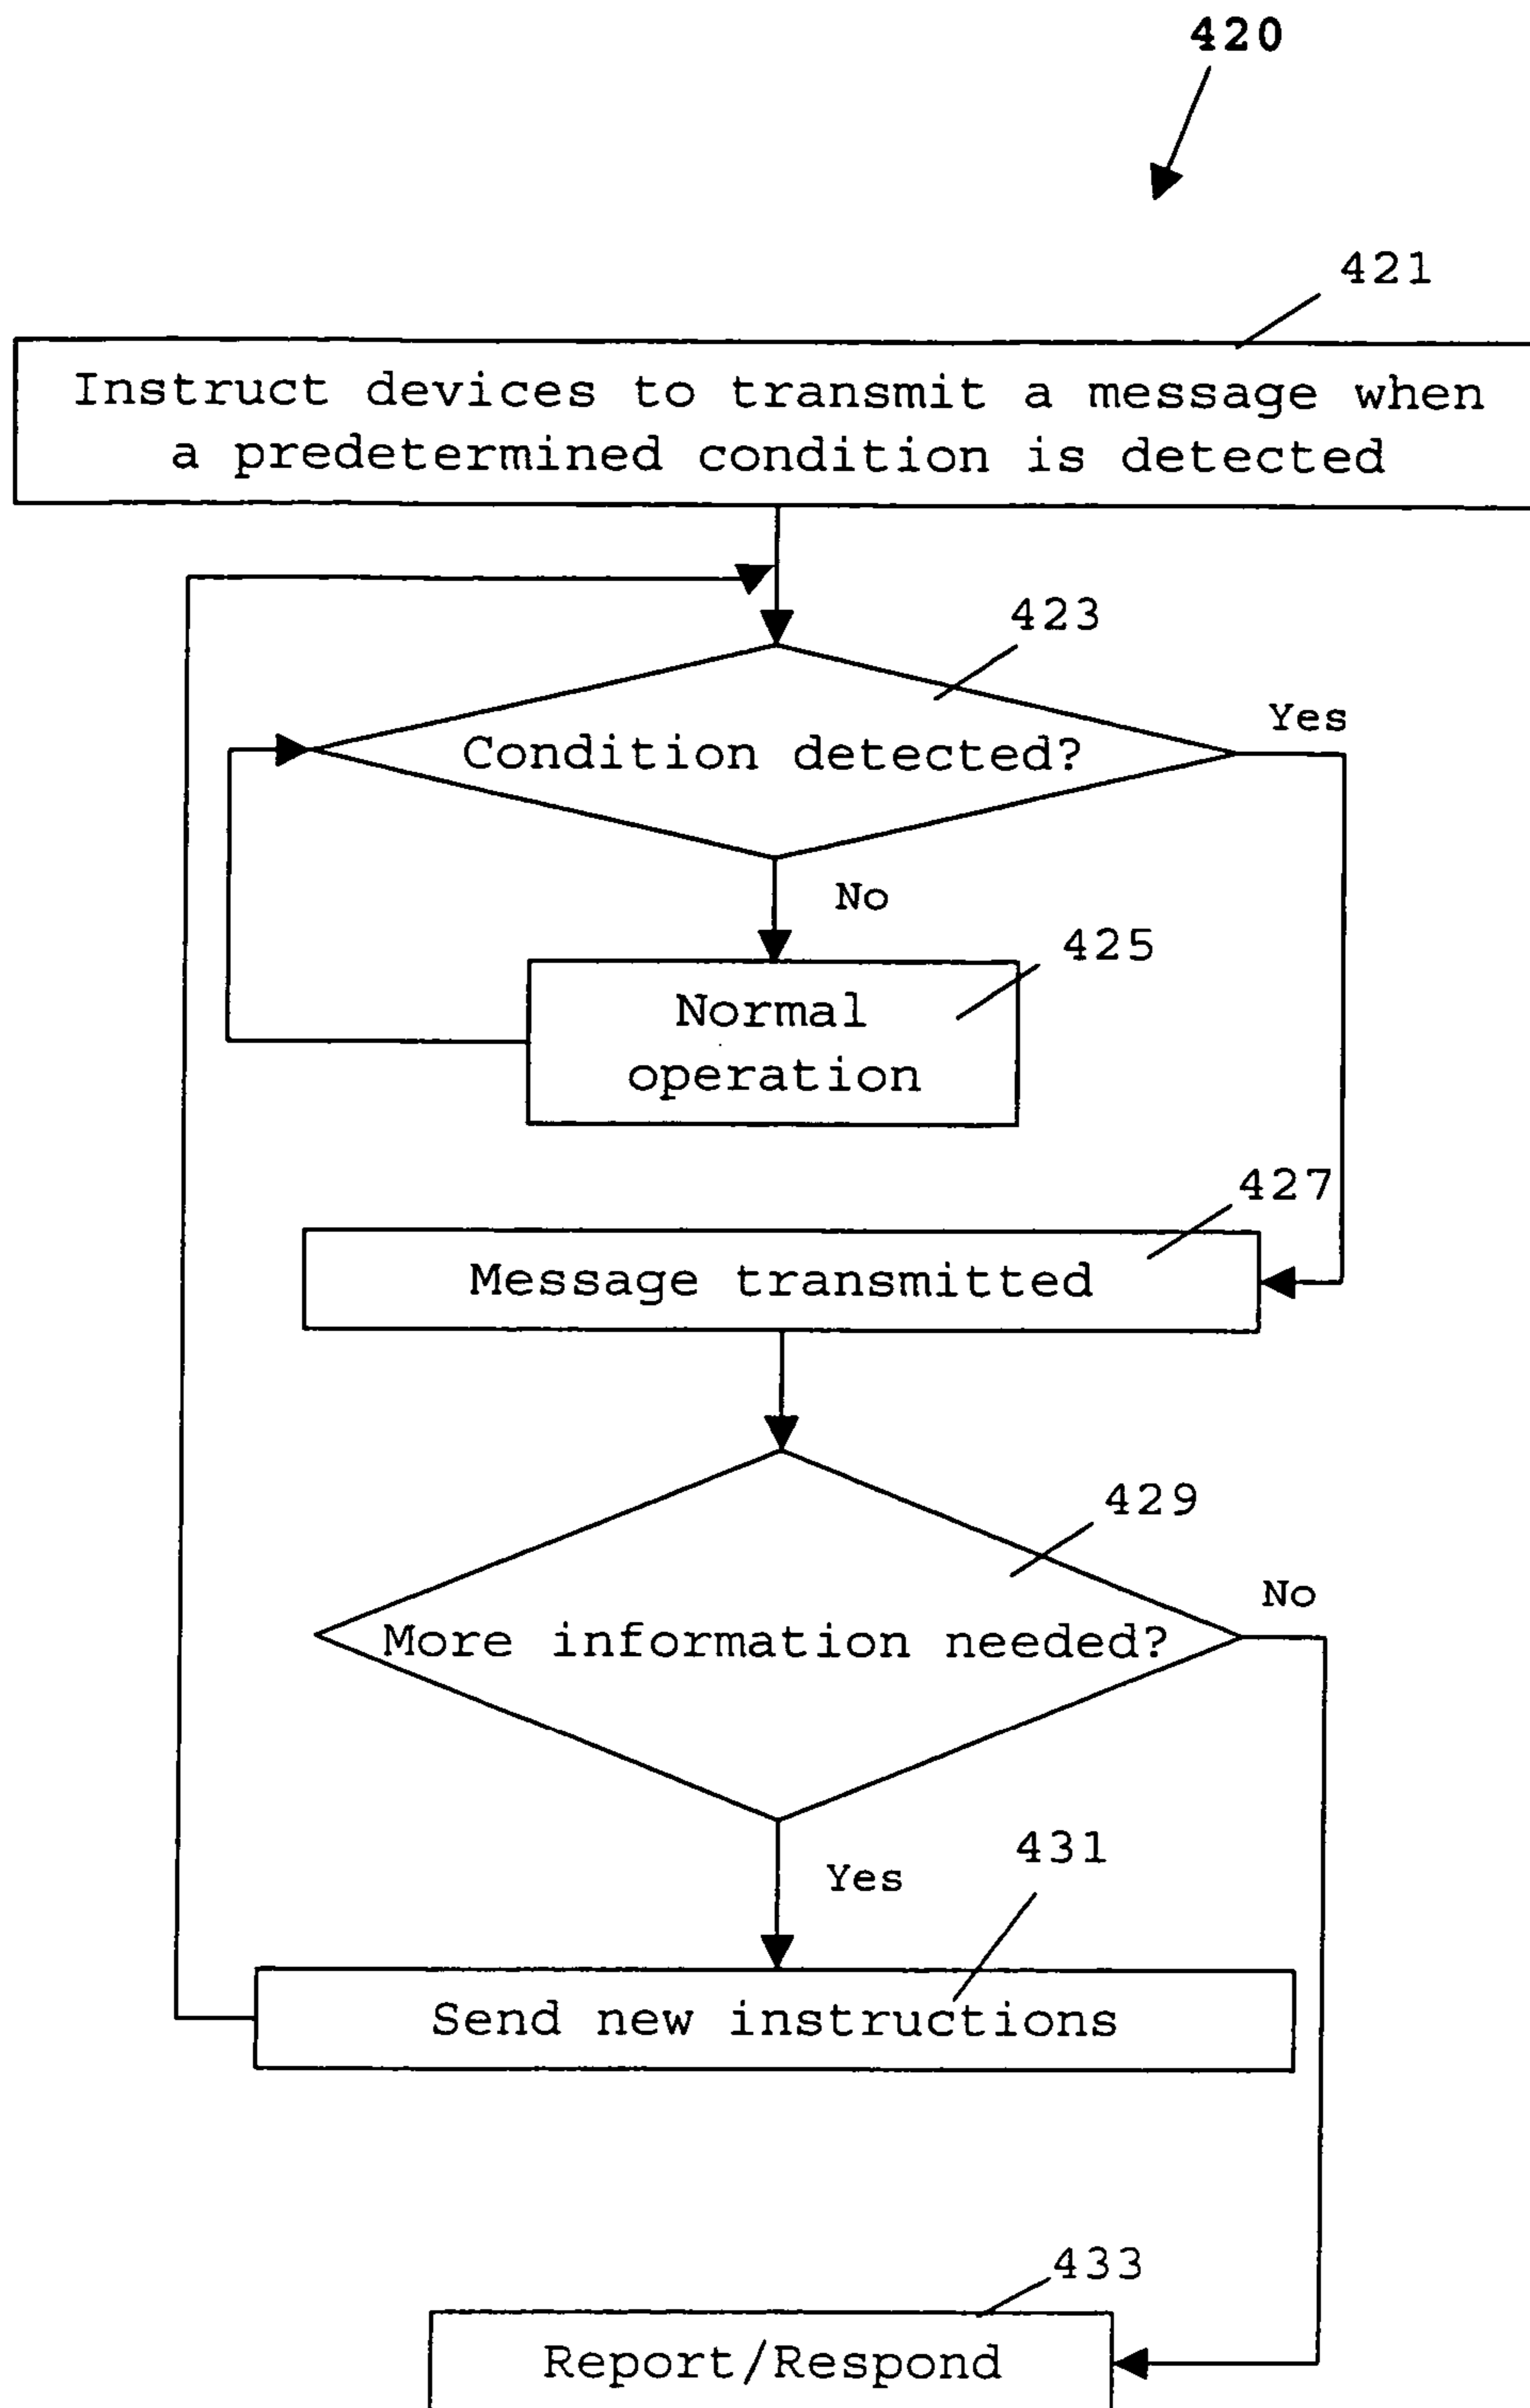 420
421
Instruct devices to transmit a message when
a predetermined condition is detected
423
Yes
Condition detected?
No
425
Normal
operation
427
Message transmitted
429
No
More information needed?
431
Yes
Send new instructions
433
Report/Respond